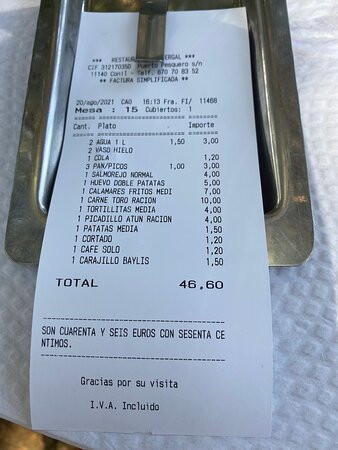 *** RESTAURA ERGAL ***
CIF 31217035D Puerto Pesquero s/n
11140 Conil - Telf. 670 70 83 52
** FACTURA SIMPLIFICADA **
20/ago/2021 CA0 16:13 Fra. FI/ 11468
Mesa : 15 Cubiertos: 1
Cant. Plato Importe
2 AGUA 1 L 1,50 3,00
2 VASO HIELO
1 COLA 1,20
3 PAN/PICOS 1,00 3,00
1 SALMOREJO NORMAL 4,00
1 HUEVO DOBLE PATATAS 5,00
1 CALAMARES FRITOS MEDI 7,00
1 CARNE TORO RACION 10,00
1 TORTILLITAS MEDIA 4,00
1 PICADILLO ATUN RACION 4,00
1 PATATAS MEDIA 1,50
1 CORTADO 1,20
1 CAFE SOLO 1,20
1 CARAJILLO BAYLIS 1,50
TOTAL 46,60
SON CUARENTA Y SEIS EUROS CON SESENTA CE
NTIMOS.
Gracias por su visita
I.V.A. Incluido